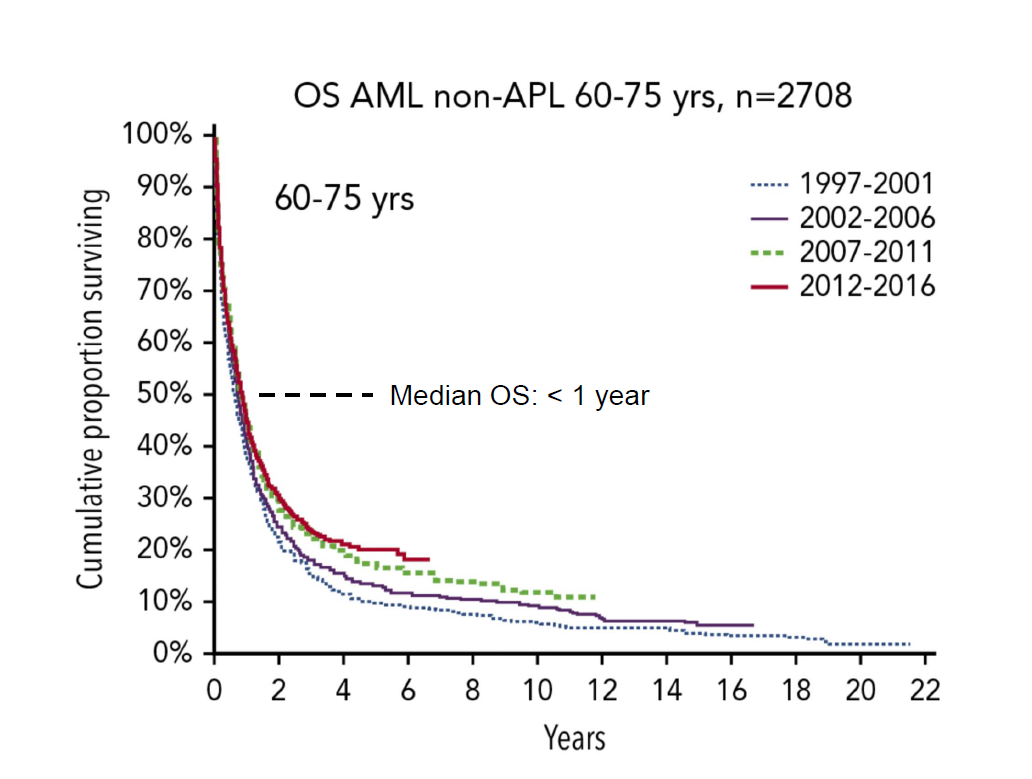 OS AML non-APL 60-75 yrs, n=2708
100%
90%
80%
70%
60%
50%
40%
30%
20%
10%
0%
Cumulative proportion surviving
60-75 yrs
1997-2001
2002-2006
2007-2011
2012-2016
Median OS: < 1 year
0 2 4 6 8 10 12 14 16 18 20 22
Years